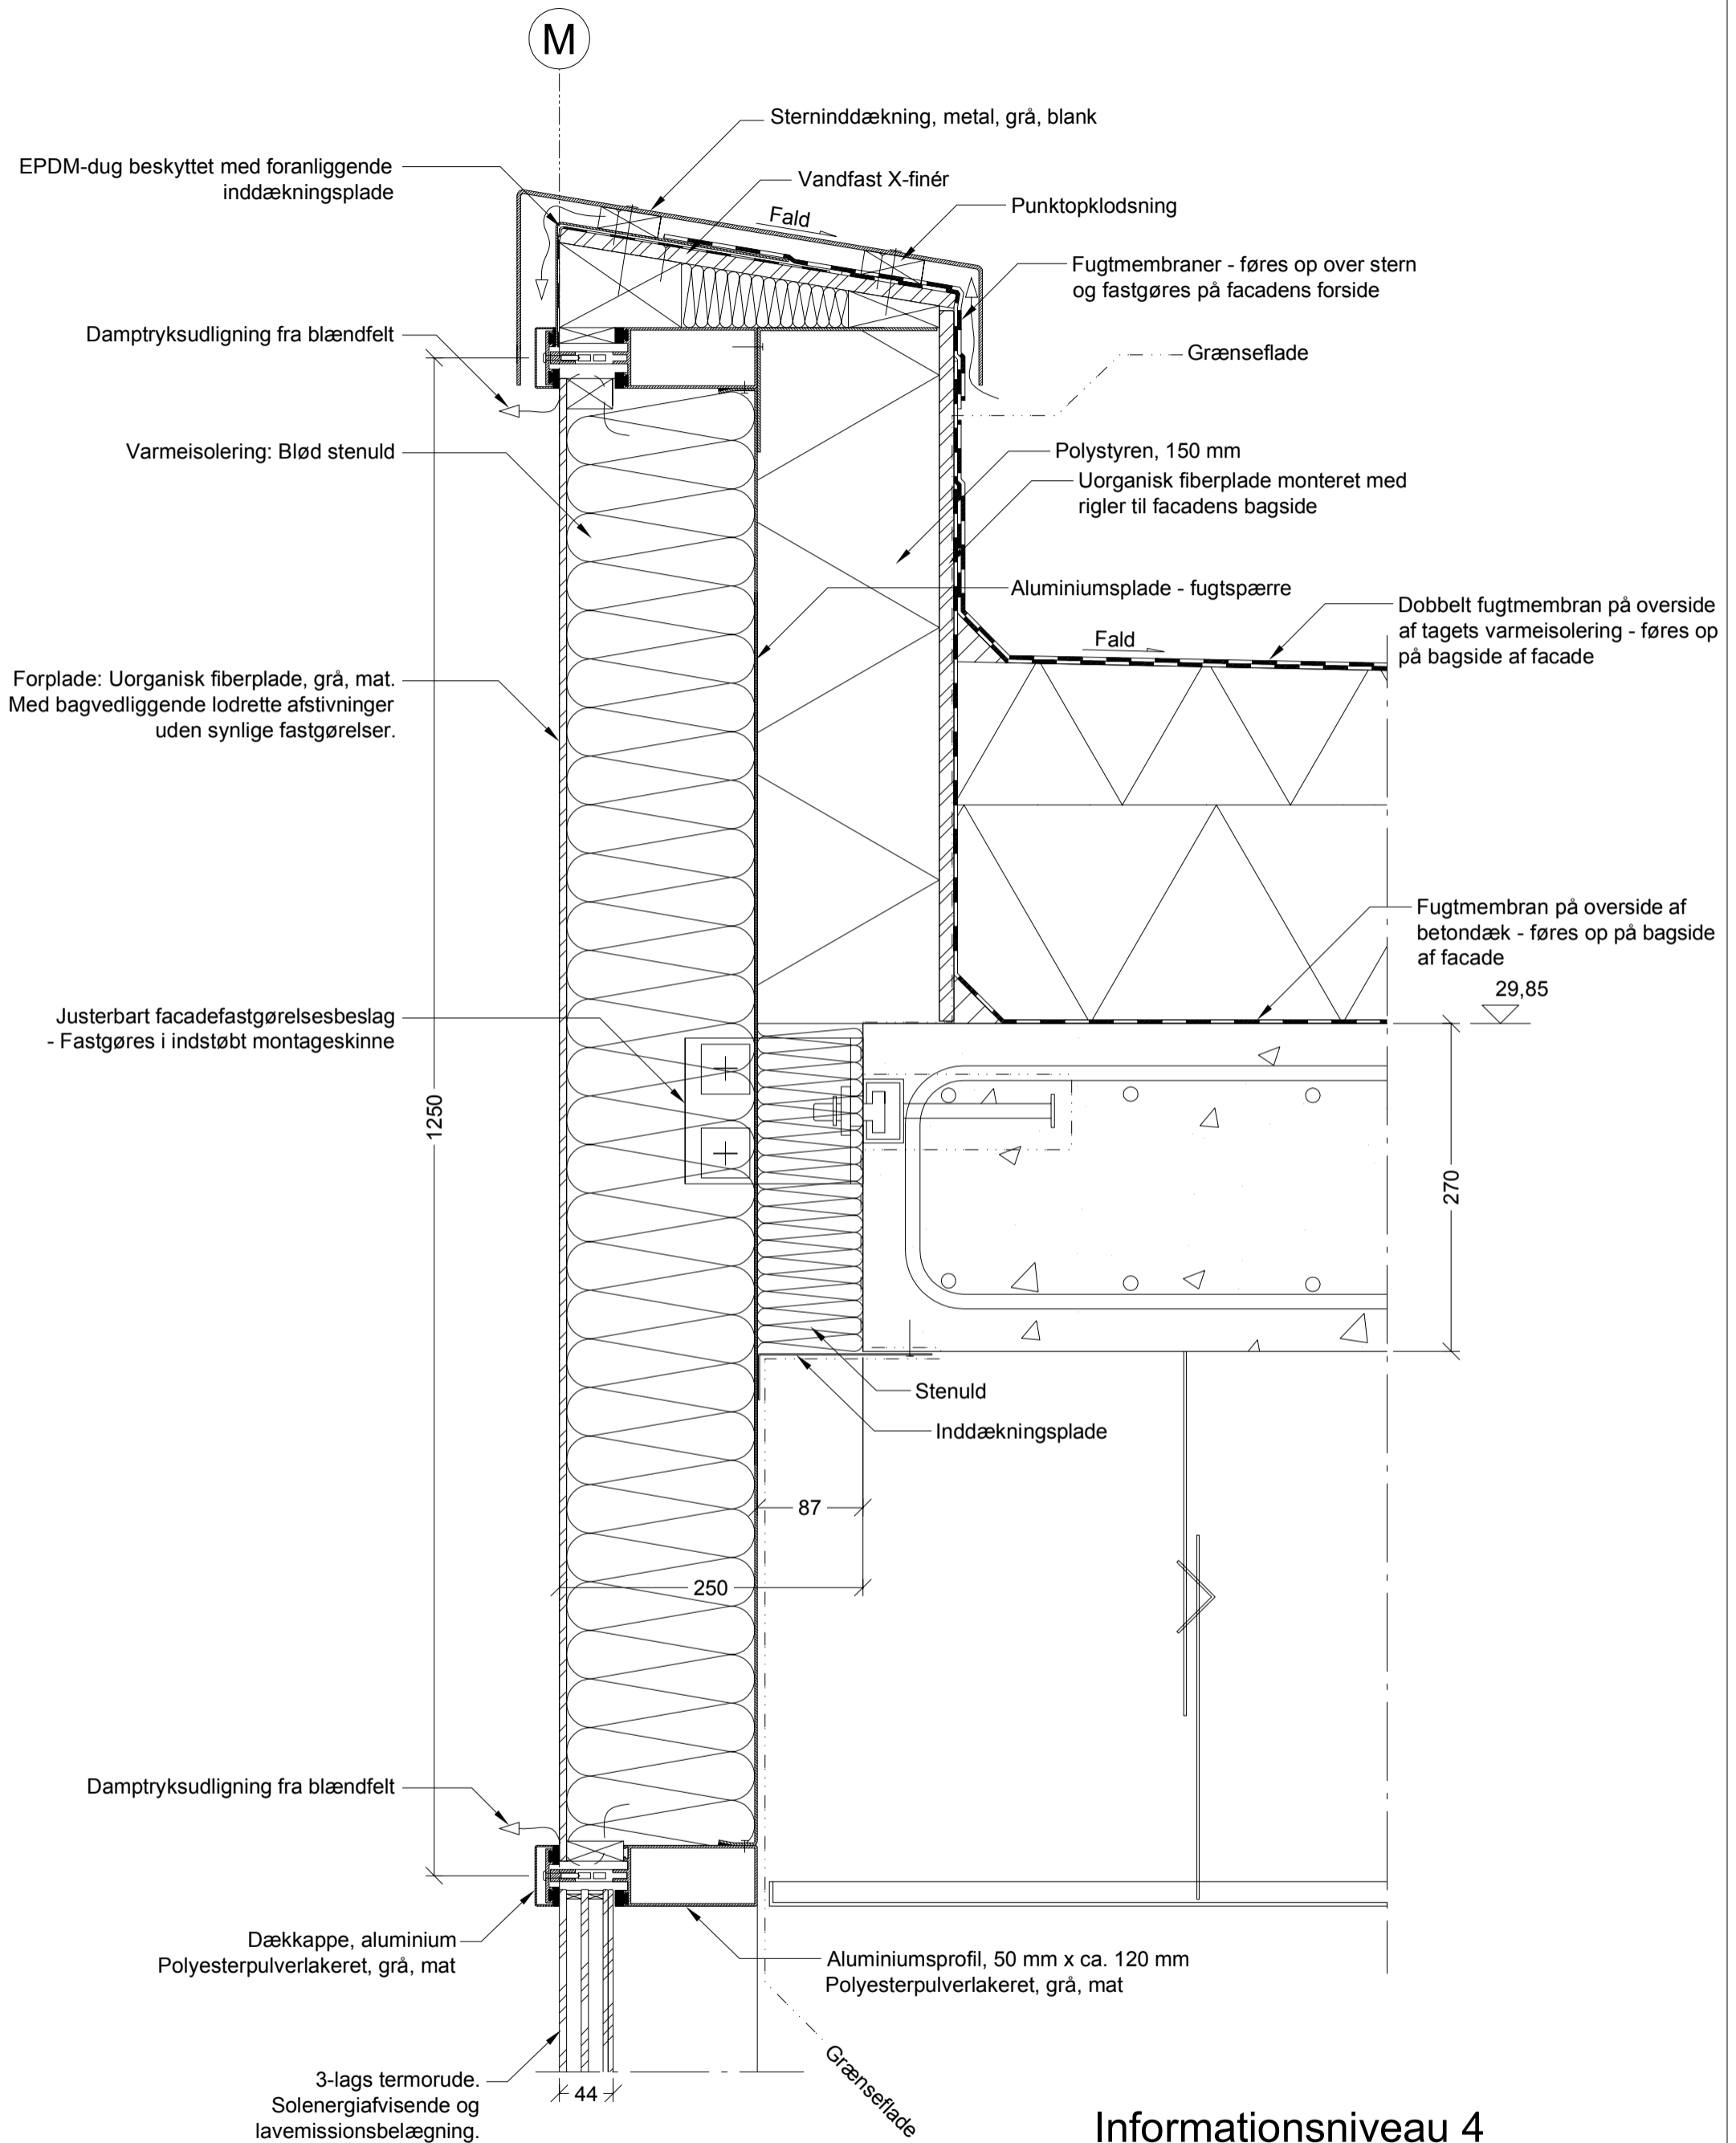 M
Sterninddækning, metal, grå, blank
EPDM-dug beskyttet med foranliggende
inddækningsplade
Vandfast X-finér
Punktopklodsning
Fald
Fugtmembraner - føres op over stern
og fastgøres på facadens forside
Damptryksudligning fra blændfelt
Grænseflade
Varmeisolering: Blød stenuld
Polystyren, 150 mm
Uorganisk fiberplade monteret med
rigler til facadens bagside
Aluminiumsplade - fugtspærre
Dobbelt fugtmembran på overside
af tagets varmeisolering - føres op
på bagside af facade
Fald
Forplade: Uorganisk fiberplade, grå, mat.
Med bagvedliggende lodrette afstivninger
uden synlige fastgørelser.
Fugtmembran på overside af
betondæk - føres op på bagside
af facade
29,85
Justerbart facadefastgørelsesbeslag
- Fastgøres i indstøbt montageskinne
1250
270
Stenuld
Inddækningsplade
87
250
Damptryksudligning fra blændfelt
Dækkappe, aluminium
Polyesterpulverlakeret, grå, mat
Aluminiumsprofil, 50 mm x ca. 120 mm
Polyesterpulverlakeret, grå, mat
3-lags termorude.
Solenergiafvisende og
lavemissionsbelægning.
44
Grænseflade
Informationsniveau 4